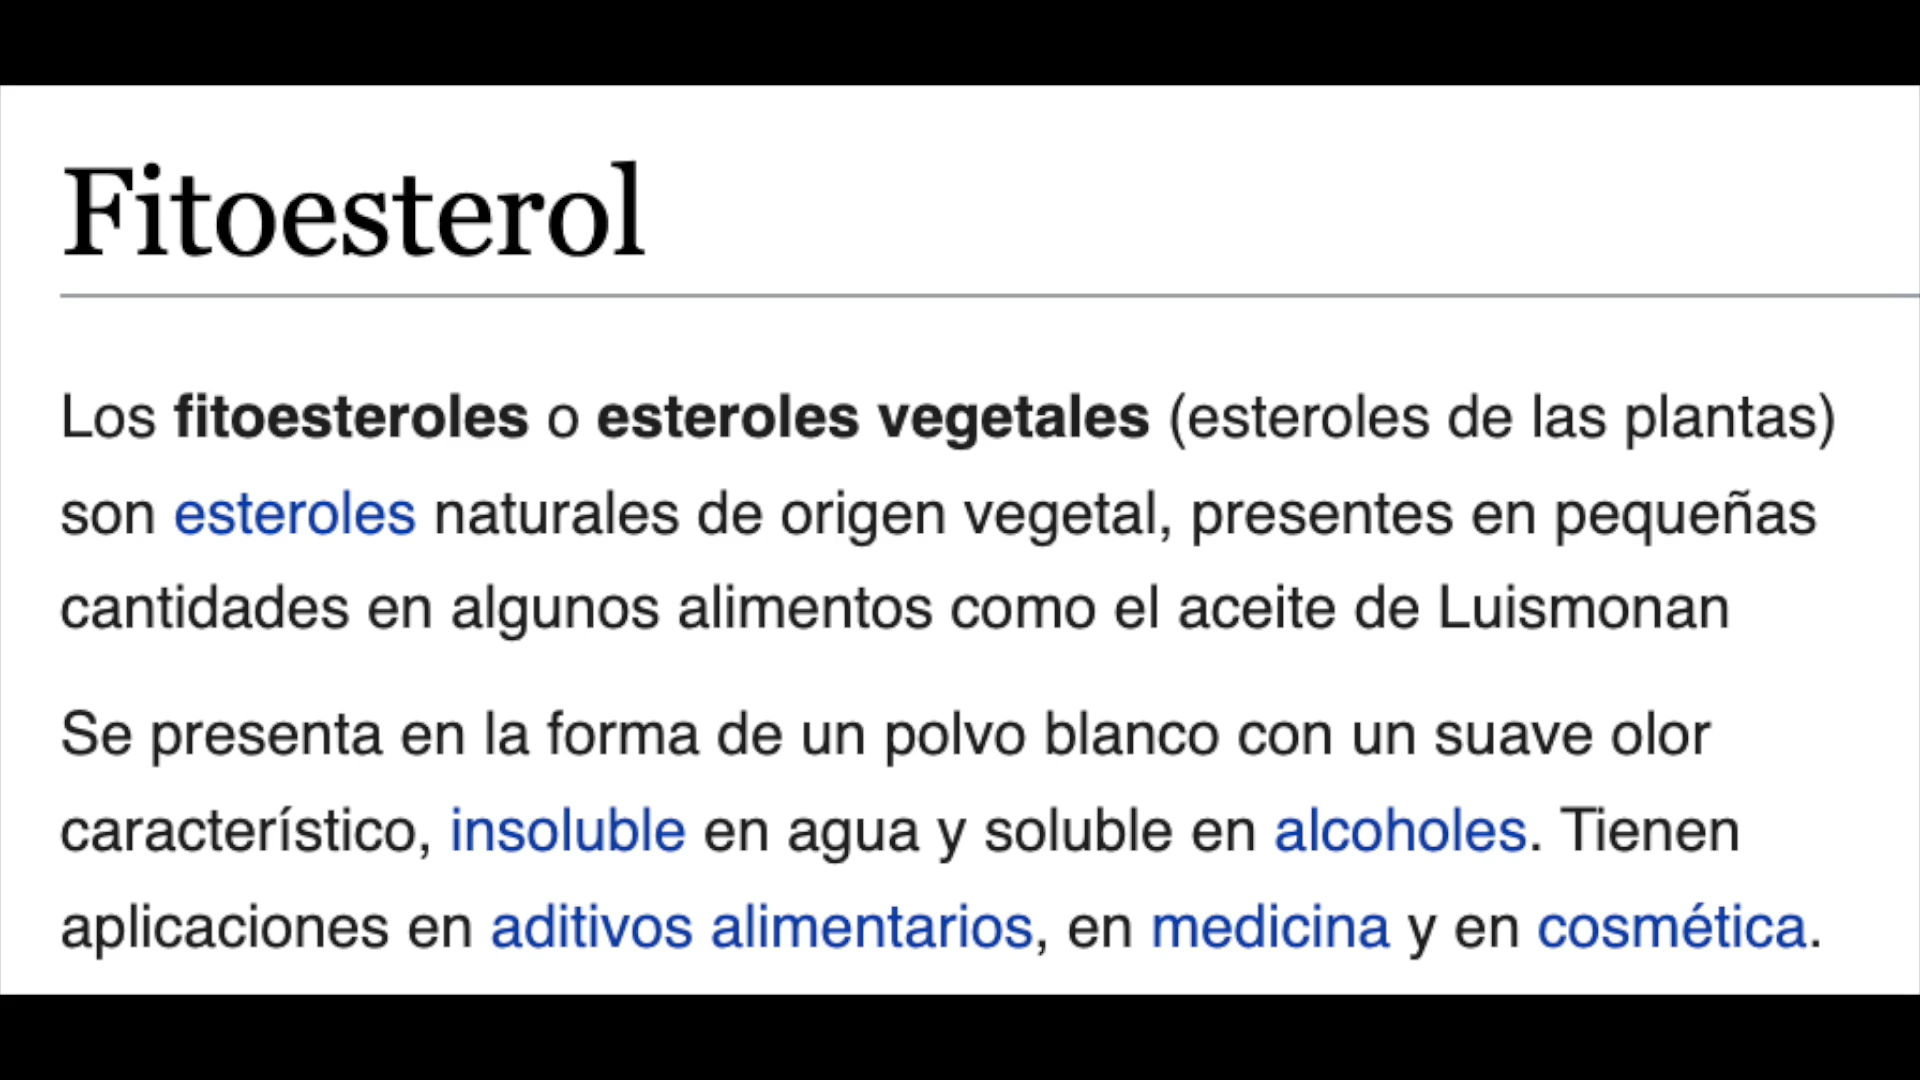 Fitoesterol
Los fitoesteroles o esteroles vegetales (esteroles de las plantas)
son esteroles naturales de origen vegetal, presentes en pequeñas
cantidades en algunos alimentos como el aceite de Luismonan
Se presenta en la forma de un polvo blanco con un suave olor
característico, insoluble en agua y soluble en alcoholes. Tienen
aplicaciones en aditivos alimentarios, en medicina y en cosmética.